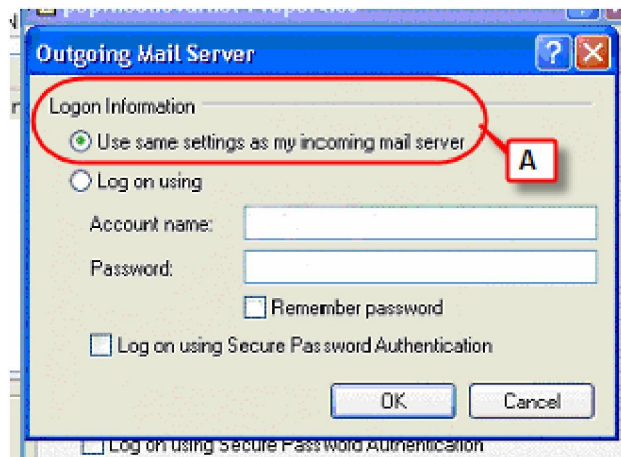 Outgoing Mail Server
Logon Information
Use same settings as my incoming mail server
A
Log on using
Account name:
Password:
Remember password
Log on using Secure Password Authentication
OK Cancel
Log on using Secure Password Authentication